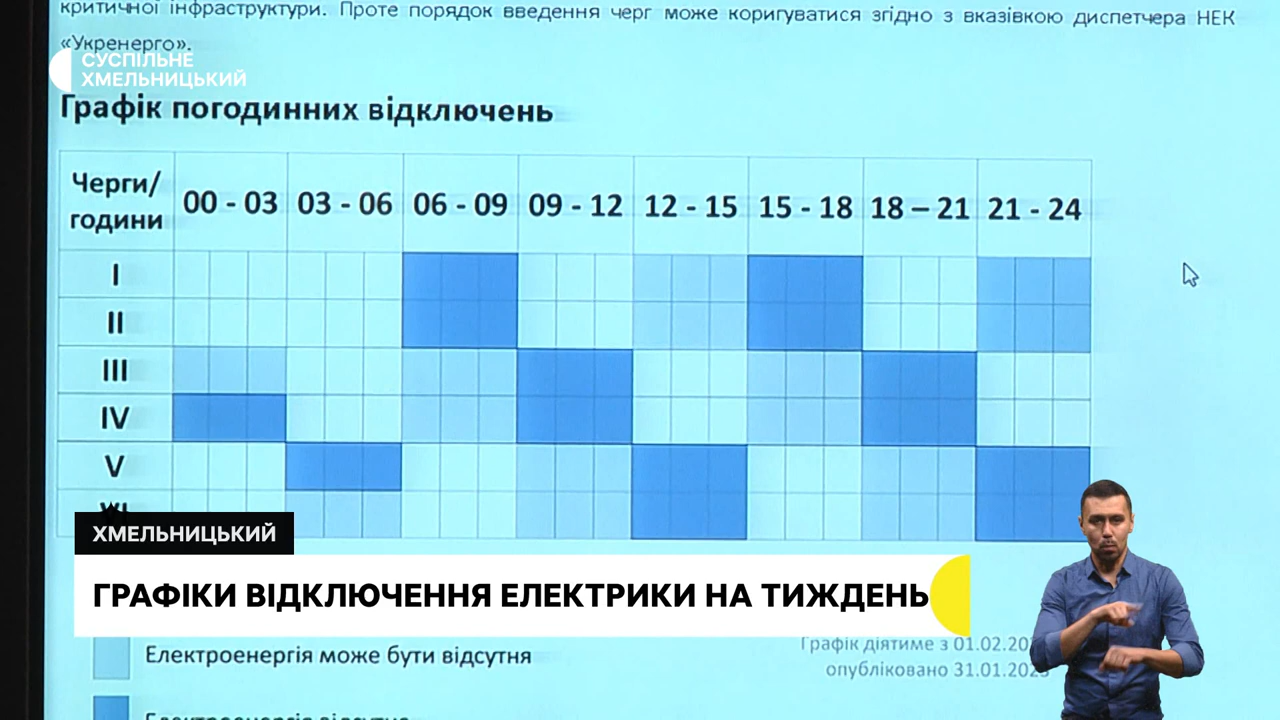 критичної інфраструктури. Проте порядок введення черг може коригуватися згідно з вказівкою диспетчера НЕК
«Укренерго».
СУСПІЛЬНЕ
ХМЕЛЬНИЦЬКИЙ
Графік погодинних відключень
Черги/
години
00 - 03 03 - 06 06 - 09 09 - 12 12 - 15 15 - 18 18 – 21 21 - 24
I
II
III
IV
V
ХМЕЛЬНИЦЬКИЙ
ГРАФІКИ ВІДКЛЮЧЕННЯ ЕЛЕКТРИКИ НА ТИЖДЕНЬ
Графік діятиме з 01.02.
Електроенергія може бути відсутня
опубліковано 31.01.2023